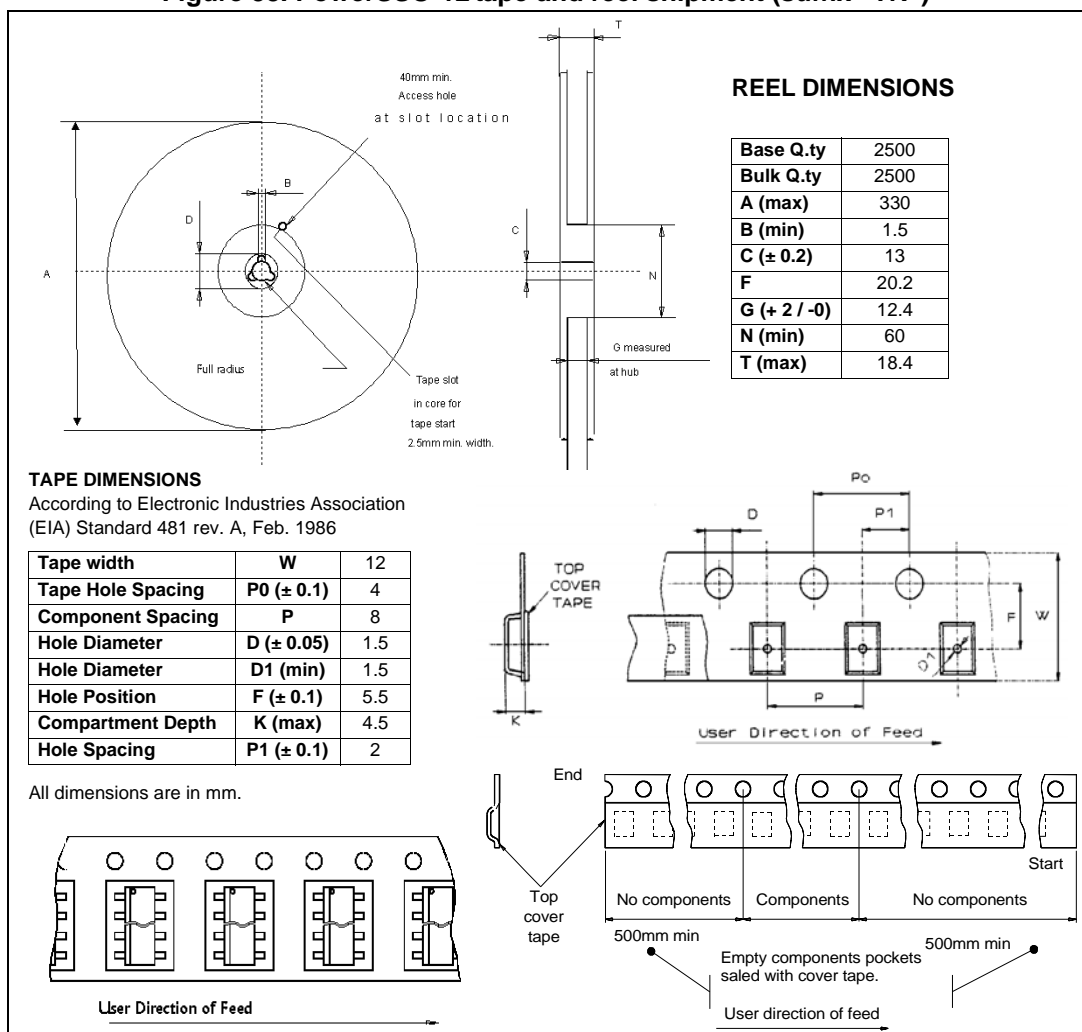 T
40mm min.
Access hole
at slot location
REEL DIMENSIONS
Base Q.ty 2500
Bulk Q.ty 2500
A (max) 330
B (min) 1.5
C (± 0.2) 13
F 20.2
G (+ 2 / -0) 12.4
N (min) 60
T (max) 18.4
B
D
C
A
N
G measured
at hub
Full radius
Tape slot
in core for
tape start
2.5mm min. width.
TAPE DIMENSIONS
According to Electronic Industries Association
(EIA) Standard 481 rev. A, Feb. 1986
Tape width W 12
Tape Hole Spacing P0 (± 0.1) 4
Component Spacing P 8
Hole Diameter D (± 0.05) 1.5
Hole Diameter D1 (min) 1.5
Hole Position F (± 0.1) 5.5
Compartment Depth K (max) 4.5
Hole Spacing P1 (± 0.1) 2
All dimensions are in mm.
Po
D
P1
TOP
COVER
TAPE
F
W
D1
K
P
User Direction of Feed
End
Start
Top
cover
tape
No components
Components
No components
500mm min
500mm min
Empty components pockets
saled with cover tape.
User direction of feed
User Direction of Feed